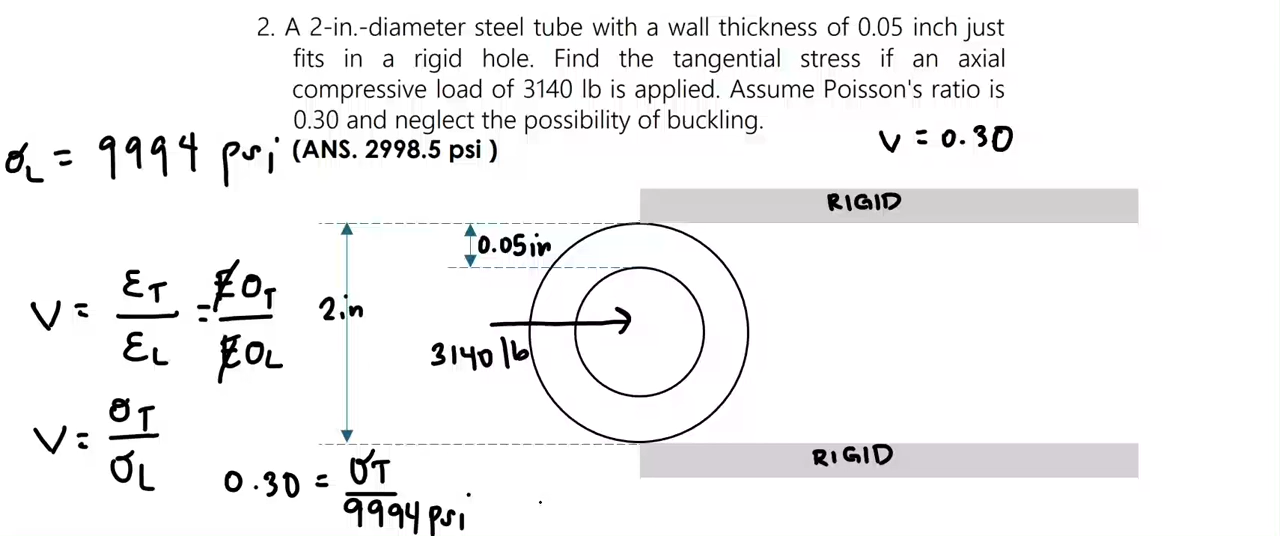 2. A 2-in.-diameter steel tube with a wall thickness of 0.05 inch just
fits in a rigid hole. Find the tangential stress if an axial
compressive load of 3140 lb is applied. Assume Poisson's ratio is
0.30 and neglect the possibility of buckling.
(ANS. 2998.5 psi )
σL = 9994 psi
ν = 0.30
RIGID
0.05 in
2 in
3140 lb
ν = εT / εL = EσT / EσL
ν = σT / σL
0.30 = σT / 9994 psi
RIGID